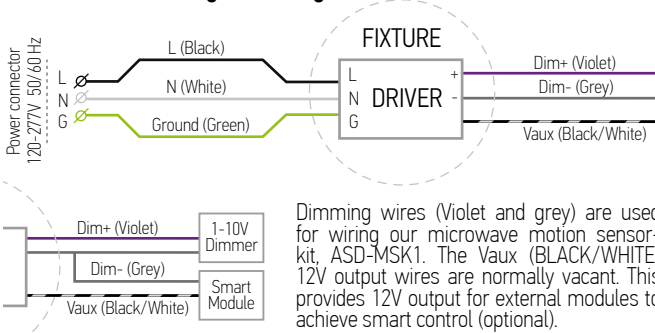 L (Black)
FIXTURE
Power connector
120-277V 50/60 Hz
L
N
G
N (White)
Ground (Green)
L
N
G
DRIVER
+
-
Dim+ (Violet)
Dim- (Grey)
Vaux (Black/White)
Dim+ (Violet)
Dim- (Grey)
Vaux (Black/White)
1-10V
Dimmer
Smart
Module
Dimming wires (Violet and grey) are used
for wiring our microwave motion sensor-
kit, ASD-MSK1. The Vaux (BLACK/WHITE
12V output wires are normally vacant. This
provides 12V output for external modules to
achieve smart control (optional).